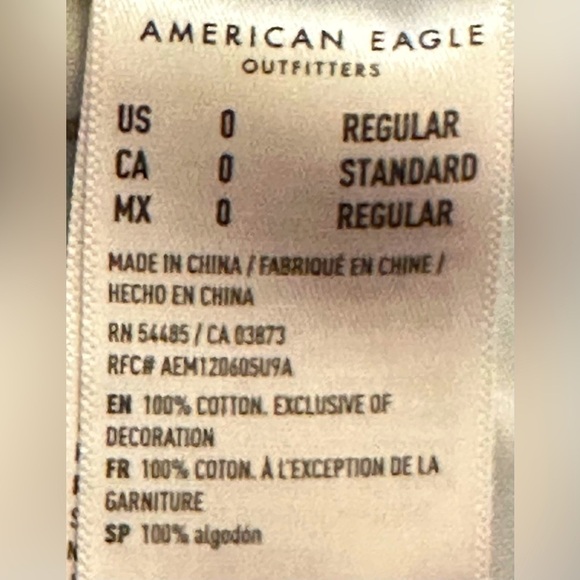 AMERICAN EAGLE
OUTFITTERS
US 0 REGULAR
CA 0 STANDARD
MX 0 REGULAR
MADE IN CHINA / FABRIQUÉ EN CHINE /
HECHO EN CHINA
RN 54485 / CA 03873
RFC# AEM120605U9A
EN 100% COTTON. EXCLUSIVE OF
DECORATION
FR 100% COTON. À L'EXCEPTION DE LA
GARNITURE
SP 100% algodón